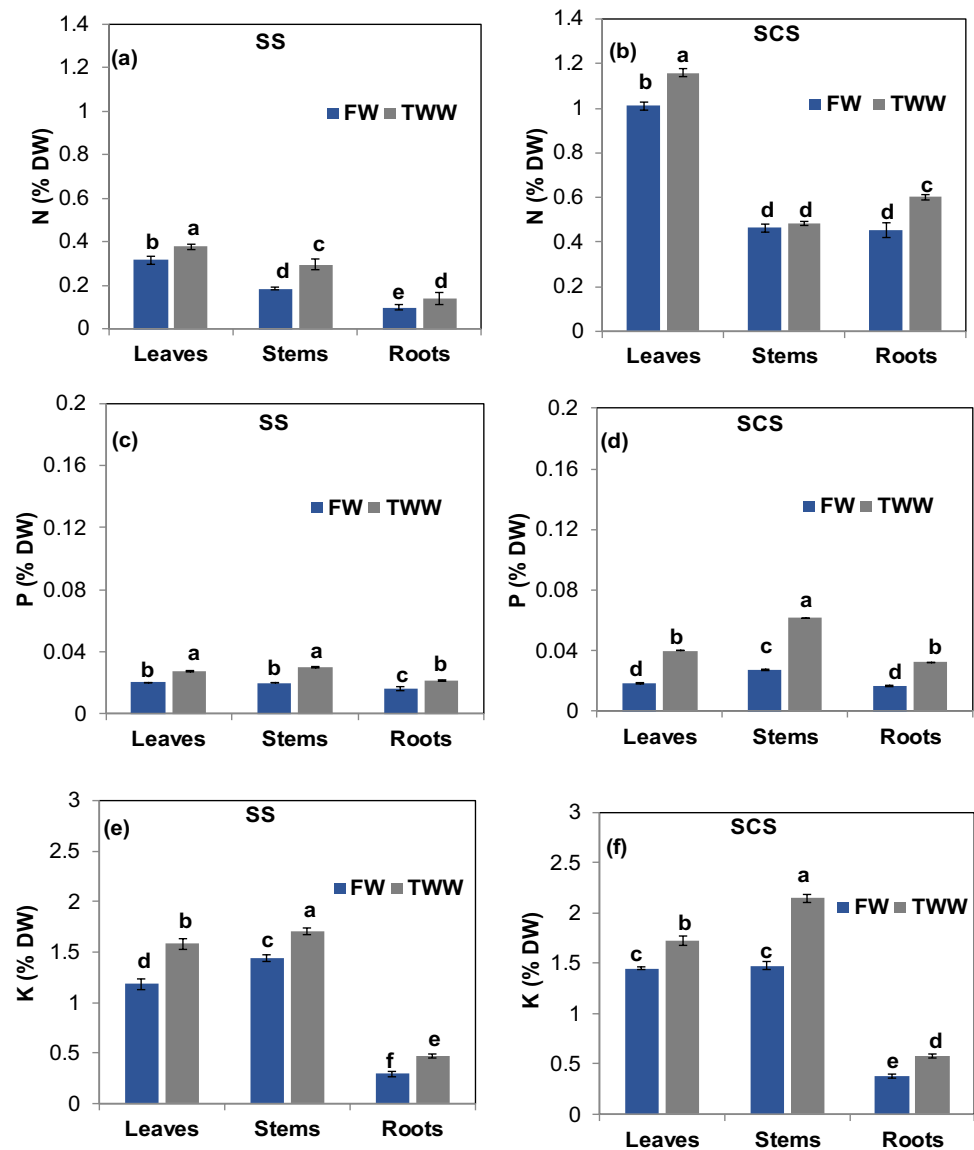 (a)
SS
FW TWW
N (% DW)
1.4
1.2
1
0.8
0.6
0.4
0.2
0
b a d c e d
Leaves Stems Roots
(b)
SCS
FW TWW
N (% DW)
1.4
1.2
1
0.8
0.6
0.4
0.2
0
b a d d d c
Leaves Stems Roots
(c)
SS
FW TWW
P (% DW)
0.2
0.16
0.12
0.08
0.04
0
b a b a c b
Leaves Stems Roots
(d)
SCS
FW TWW
P (% DW)
0.2
0.16
0.12
0.08
0.04
0
d b c a d b
Leaves Stems Roots
(e)
SS
FW TWW
K (% DW)
3
2.5
2
1.5
1
0.5
0
d b c a f e
Leaves Stems Roots
(f)
SCS
FW TWW
K (% DW)
3
2.5
2
1.5
1
0.5
0
c b c a e d
Leaves Stems Roots